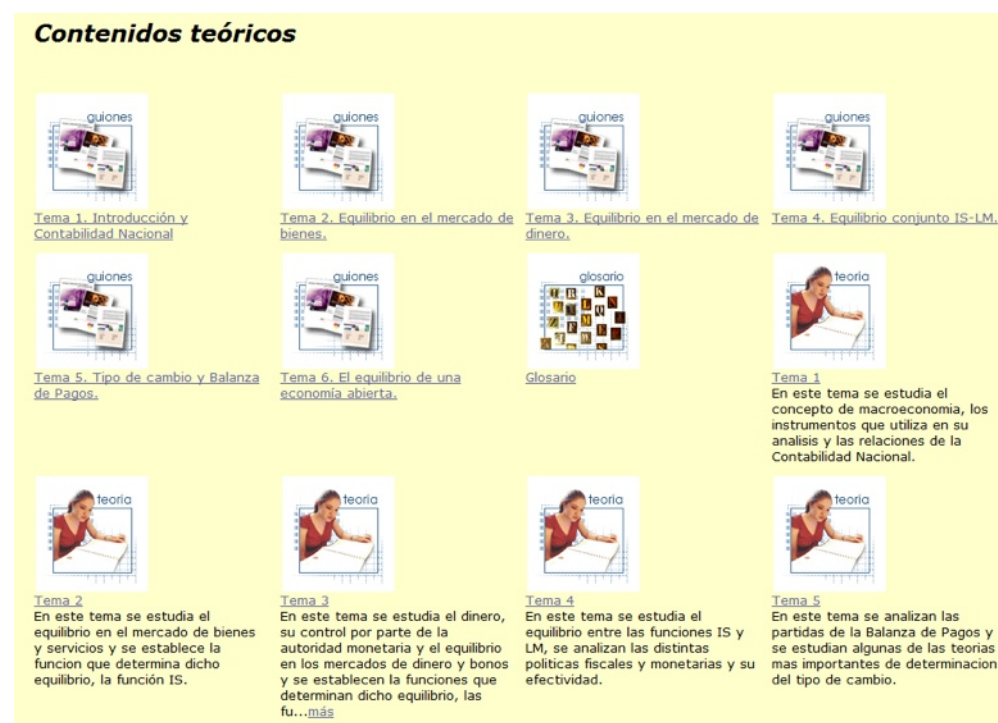 Contenidos teóricos
guiones
guiones
guiones
guiones
Tema 1. Introducción y
Contabilidad Nacional
Tema 2. Equilibrio en el mercado de
bienes.
Tema 3. Equilibrio en el mercado de
dinero.
Tema 4. Equilibrio conjunto IS-LM.
guiones
guiones
glosario
teoria
Tema 5. Tipo de cambio y Balanza
de Pagos.
Tema 6. El equilibrio de una
economía abierta.
Glosario
Tema 1
En este tema se estudia el
concepto de macroeconomia, los
instrumentos que utiliza en su
analisis y las relaciones de la
Contabilidad Nacional.
teoria
teoria
teoria
teoria
Tema 2
En este tema se estudia el
equilibrio en el mercado de bienes
y servicios y se establece la
funcion que determina dicho
equilibrio, la función IS.
Tema 3
En este tema se estudia el dinero,
su control por parte de la
autoridad monetaria y el equilibrio
en los mercados de dinero y bonos
y se establecen la funciones que
determinan dicho equilibrio, las
fu...más
Tema 4
En este tema se estudia el
equilibrio entre las funciones IS y
LM, se analizan las distintas
politicas fiscales y monetarias y su
efectividad.
Tema 5
En este tema se analizan las
partidas de la Balanza de Pagos y
se estudian algunas de las teorias
mas importantes de determinacion
del tipo de cambio.